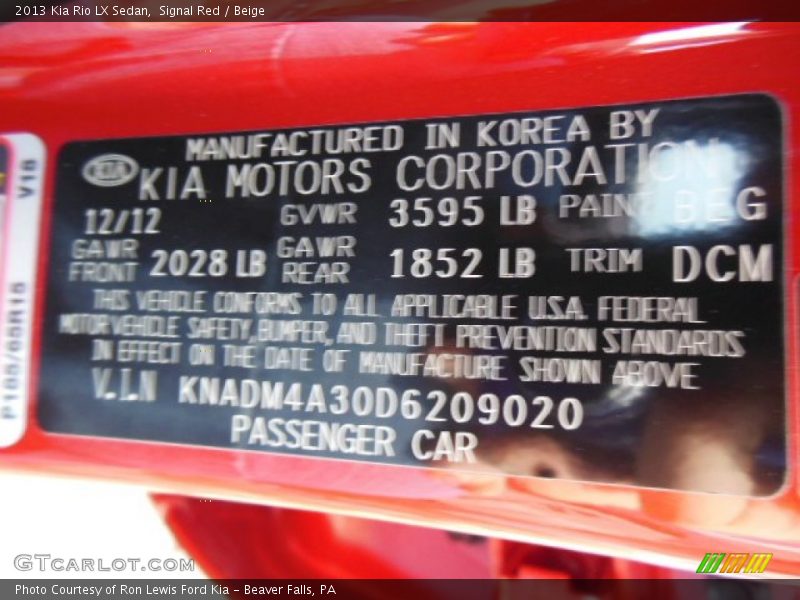 2013 Kia Rio LX Sedan, Signal Red / Beige
MANUFACTURED IN KOREA BY
KIA KIA MOTORS CORPORATION
12/12 GVWR 3595 LB PAINT BEG
GAWR FRONT 2028 LB GAWR REAR 1852 LB TRIM DCM
THIS VEHICLE CONFORMS TO ALL APPLICABLE U.S.A. FEDERAL
MOTOR VEHICLE SAFETY, BUMPER, AND THEFT PREVENTION STANDARDS
IN EFFECT ON THE DATE OF MANUFACTURE SHOWN ABOVE
V.I.N KNADM4A30D6209020
PASSENGER CAR
P185/65R15
GTCARLOT.COM
Photo Courtesy of Ron Lewis Ford Kia – Beaver Falls, PA